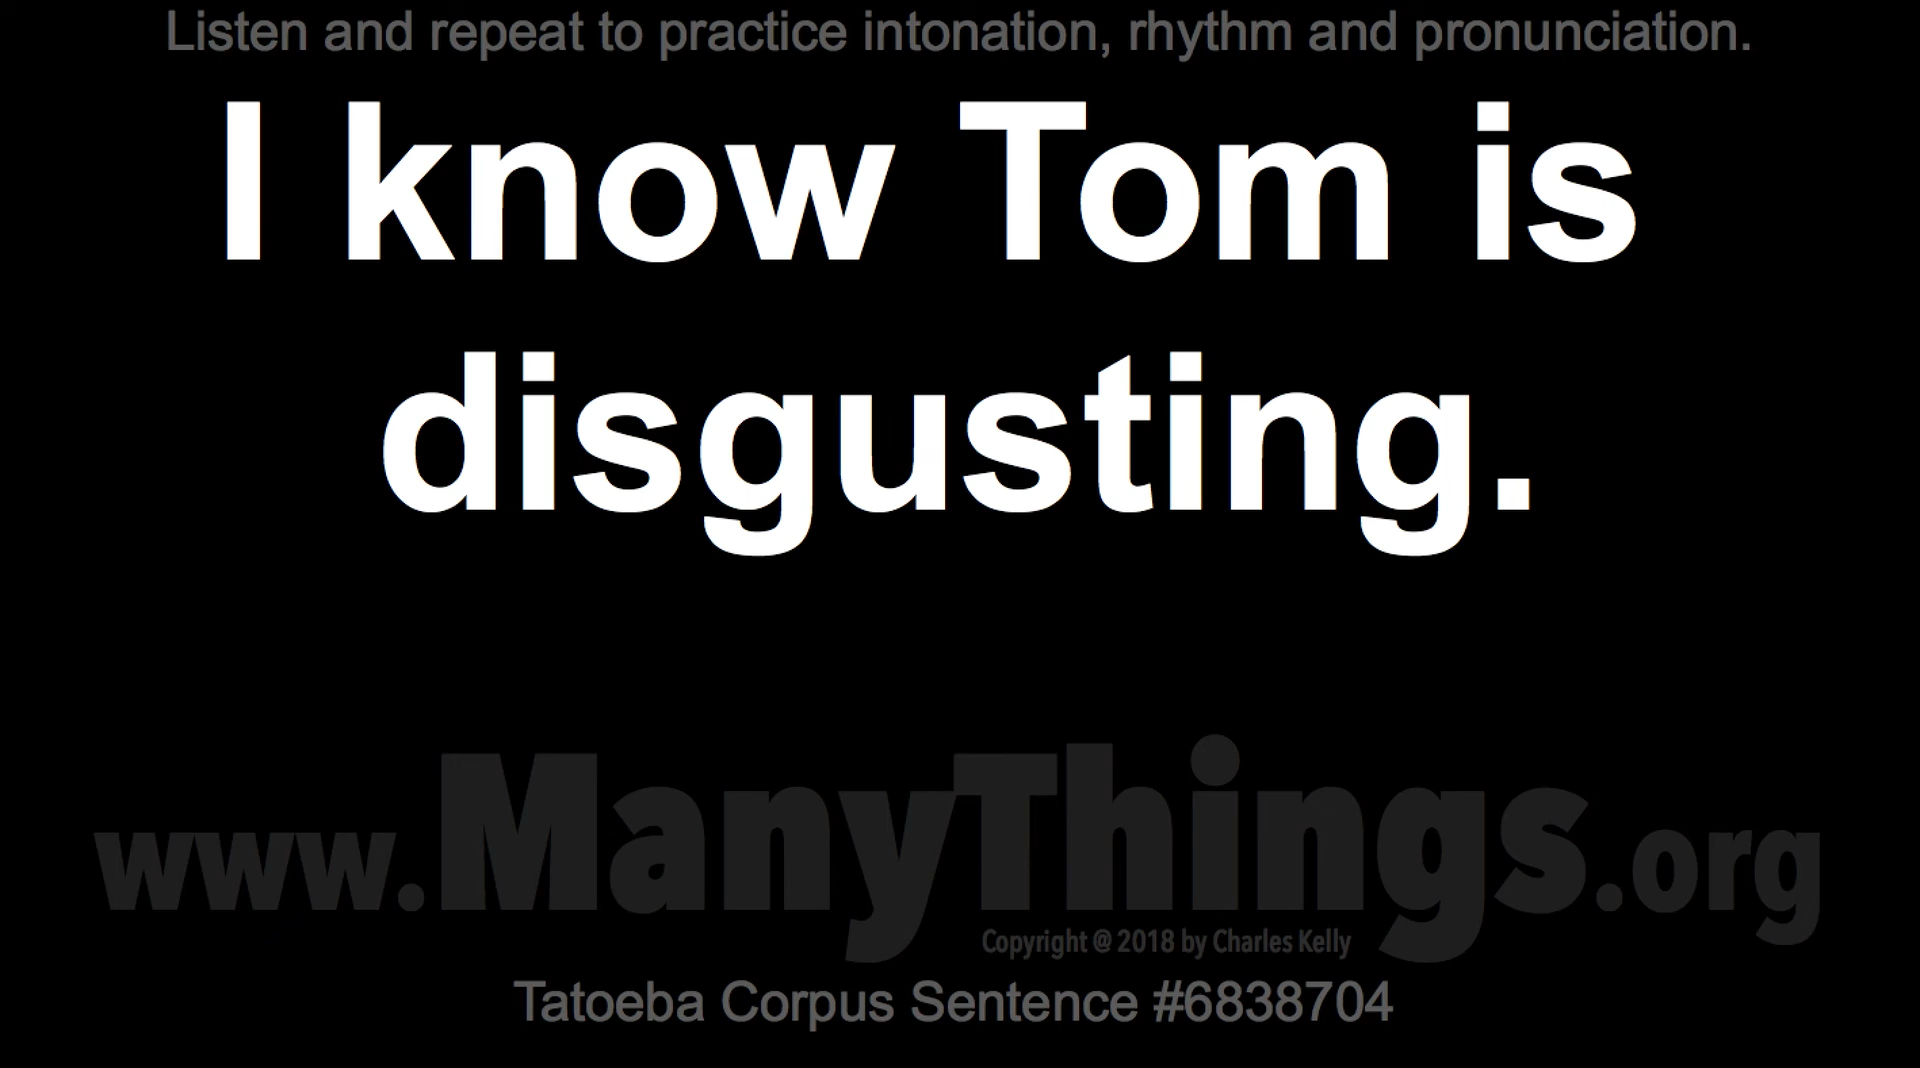 Listen and repeat to practice intonation, rhythm and pronunciation.
I know Tom is
disgusting.
www.ManyThings.org
Copyright @ 2018 by Charles Kelly
Tatoeba Corpus Sentence #6838704